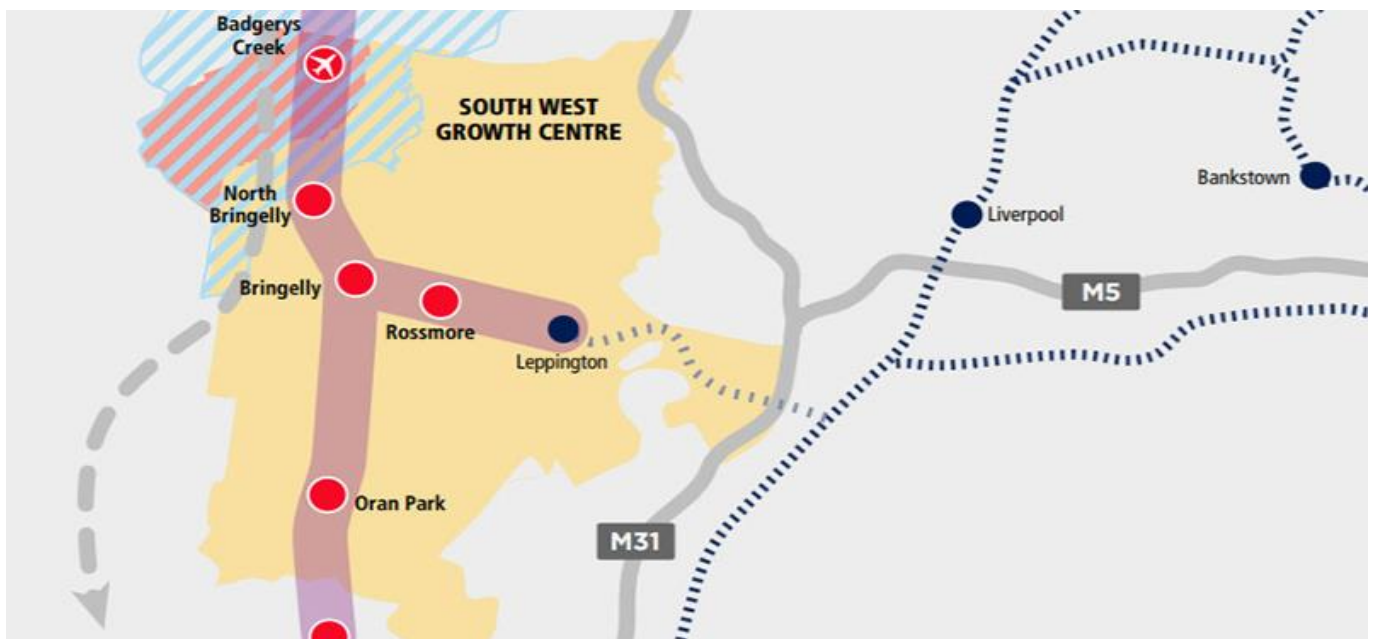 Badgerys
Creek
SOUTH WEST
GROWTH CENTRE
Bankstown
North
Bringelly
Liverpool
Bringelly
M5
Rossmore
Leppington
Oran Park
M31